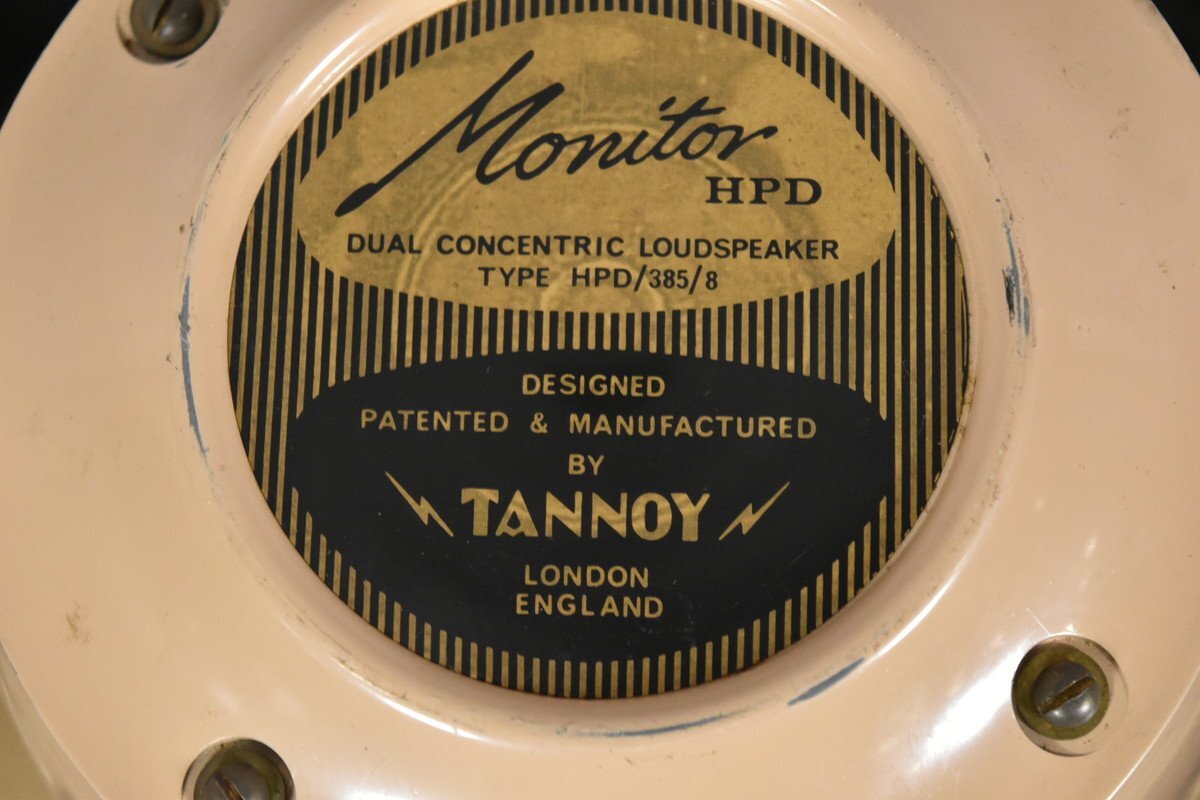 Monitor
HPD
DUAL CONCENTRIC LOUDSPEAKER
TYPE HPD/385/8
DESIGNED
PATENTED & MANUFACTURED
BY
TANNOY
LONDON
ENGLAND